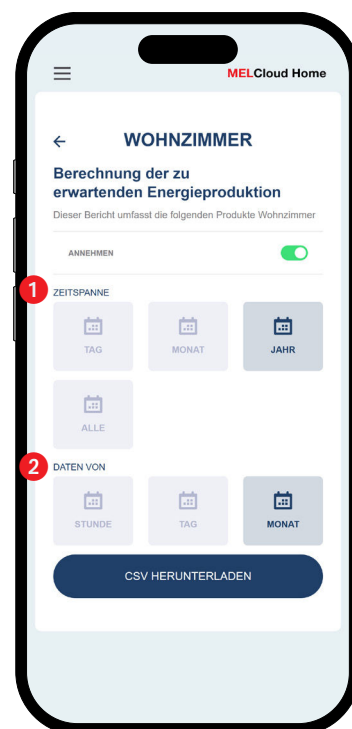 MELCloud Home
WOHNZIMMER
Berechnung der zu
erwartenden Energieproduktion
Dieser Bericht umfasst die folgenden Produkte Wohnzimmer
ANNEHMEN
1
ZEITSPANNE
TAG
MONAT
JAHR
ALLE
2
DATEN VON
STUNDE
TAG
MONAT
CSV HERUNTERLADEN